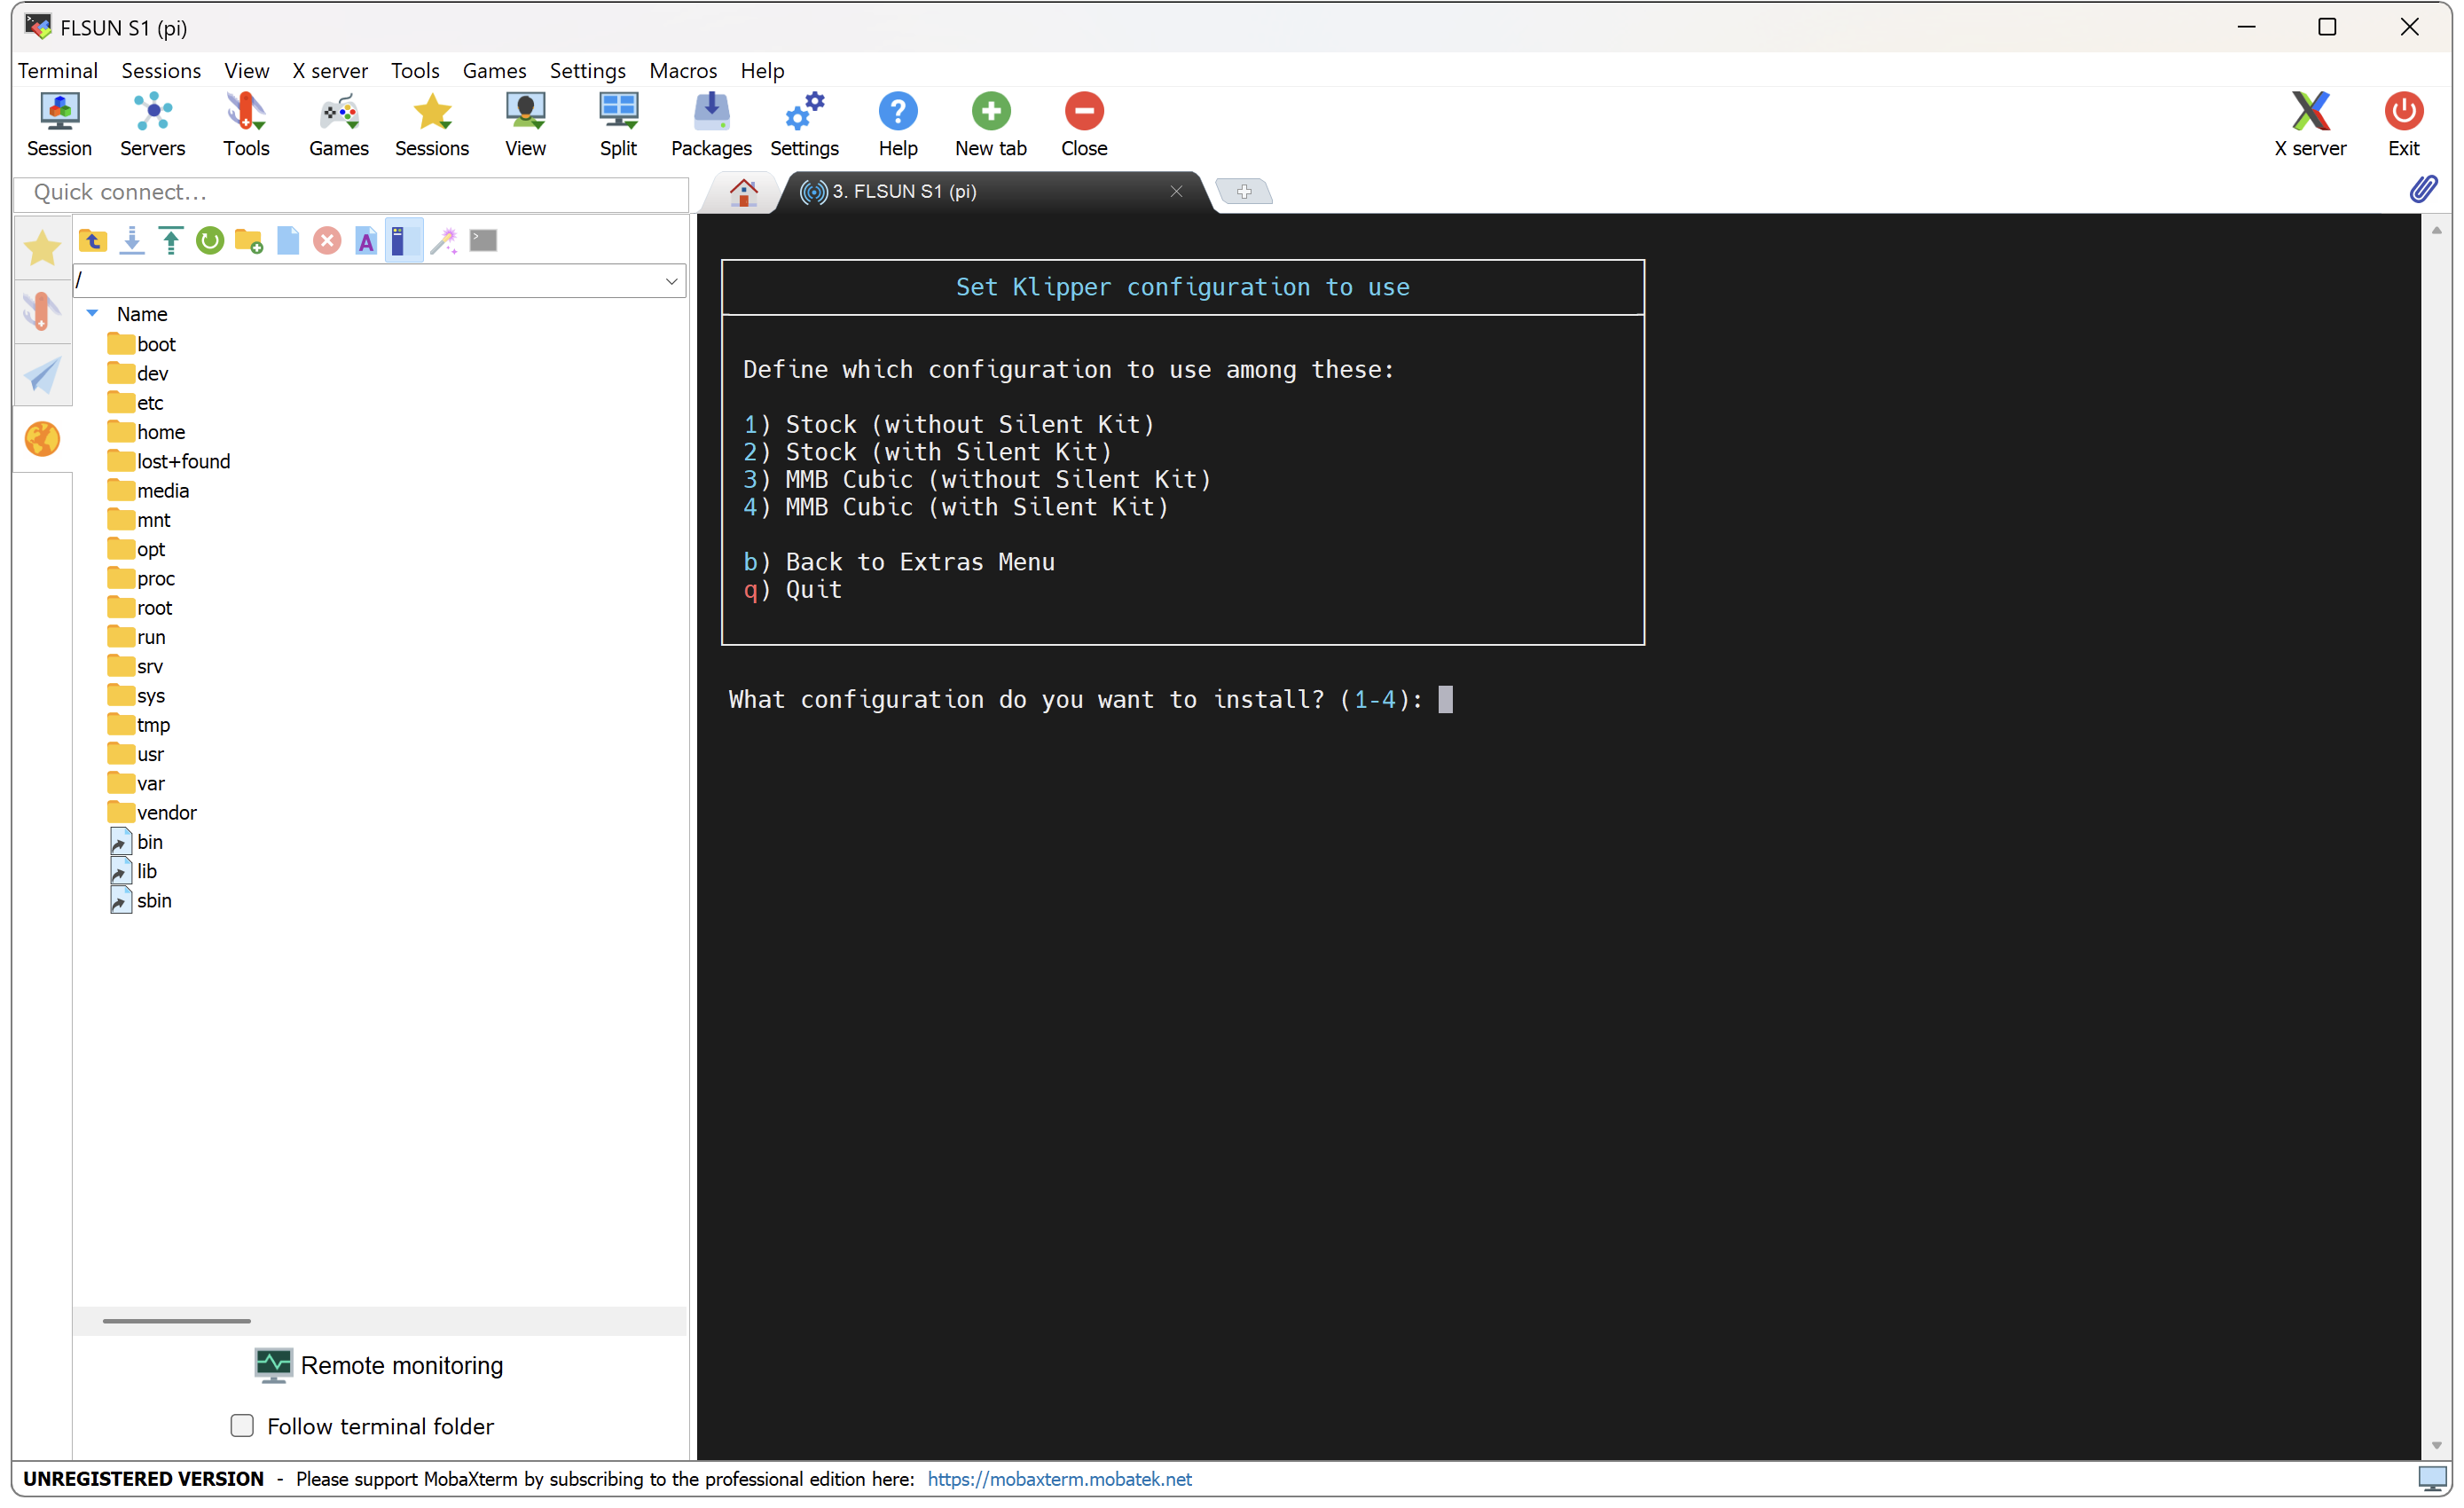 FLSUN S1 (pi)
Terminal Sessions View X server Tools Games Settings Macros Help
Session Servers Tools Games Sessions View Split Packages Settings Help New tab Close X server Exit
Quick connect...
3. FLSUN S1 (pi)
/
Name
boot
dev
etc
home
lost+found
media
mnt
opt
proc
root
run
srv
sys
tmp
usr
var
vendor
bin
lib
sbin
Remote monitoring
Follow terminal folder
Set Klipper configuration to use
Define which configuration to use among these:
1) Stock (without Silent Kit)
2) Stock (with Silent Kit)
3) MMB Cubic (without Silent Kit)
4) MMB Cubic (with Silent Kit)
b) Back to Extras Menu
q) Quit
What configuration do you want to install? (1-4):
UNREGISTERED VERSION - Please support MobaXterm by subscribing to the professional edition here: https://mobaxterm.mobatek.net